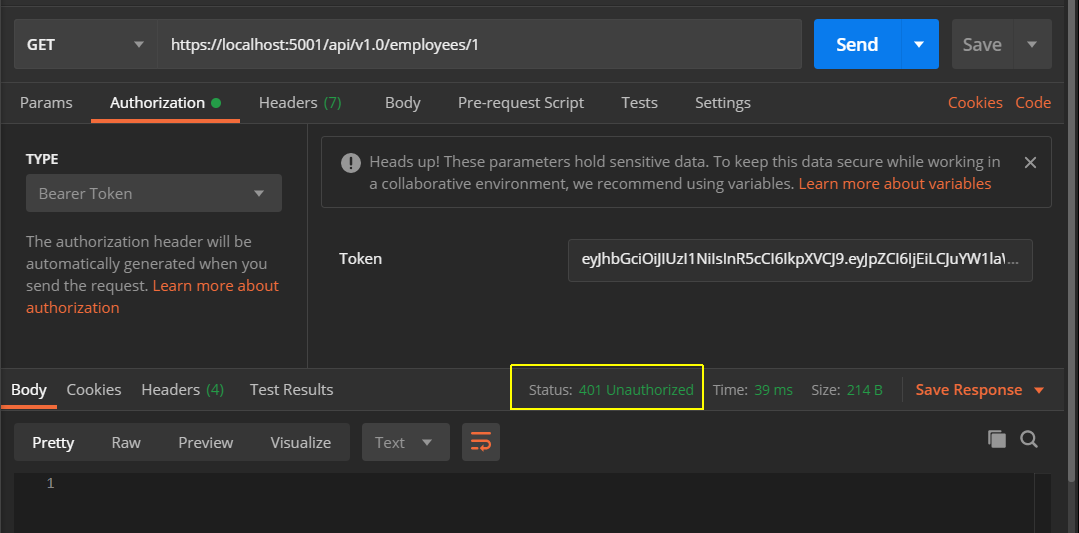 GET https://localhost:5001/api/v1.0/employees/1 Send Save
Params Authorization Headers (7) Body Pre-request Script Tests Settings Cookies Code
TYPE
Bearer Token
The authorization header will be
automatically generated when you
send the request. Learn more about
authorization
Heads up! These parameters hold sensitive data. To keep this data secure while working in
a collaborative environment, we recommend using variables. Learn more about variables
Token eyJhbGciOiJIUzI1NiIsInR5cCI6IkpXVCJ9.eyJpZCI6IjEiLCJuYW1laW...
Body Cookies Headers (4) Test Results Status: 401 Unauthorized Time: 39 ms Size: 214 B Save Response
Pretty Raw Preview Visualize Text
1